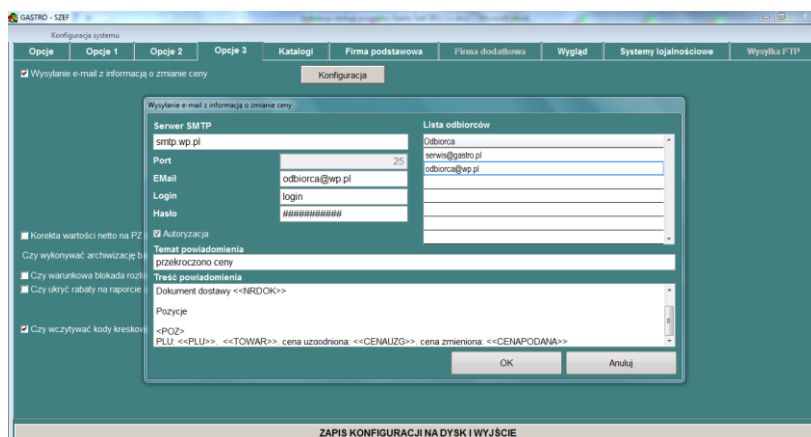 GASTRO - SZEF
Konfiguracja systemu
Opcje Opcje 1 Opcje 2 Opcje 3 Katalogi Firma podstawowa Firma dodatkowa Wygląd Systemy lojalnościowe Wysyłka FTP
Wysyłanie e-mail z informacją o zmianie ceny Konfiguracja
Wysyłanie e-mail z informacją o zmianie ceny
Serwer SMTP Lista odbiorców
smtp.wp.pl Odbiorca
Port 25 serwis@gastro.pl
EMail odbiorca@wp.pl odbiorca@wp.pl
Login login
Hasło ###########
Autoryzacja
Korekta wartości netto na PZ
Temat powiadomienia
Czy wykonywać archiwizację b
przekroczono ceny
Treść powiadomienia
Czy warunkowa blokada rozli
Czy ukryć rabaty na raporcie
Dokument dostawy <<NRDOK>>
Pozycje
<POZ>
Czy wczytywać kody kreskow
PLU: <<PLU>>, <<TOWAR>>, cena uzgodniona: <<CENAUZG>>, cena zmieniona: <<CENAPODANA>>
OK Anuluj
ZAPIS KONFIGURACJI NA DYSK I WYJŚCIE